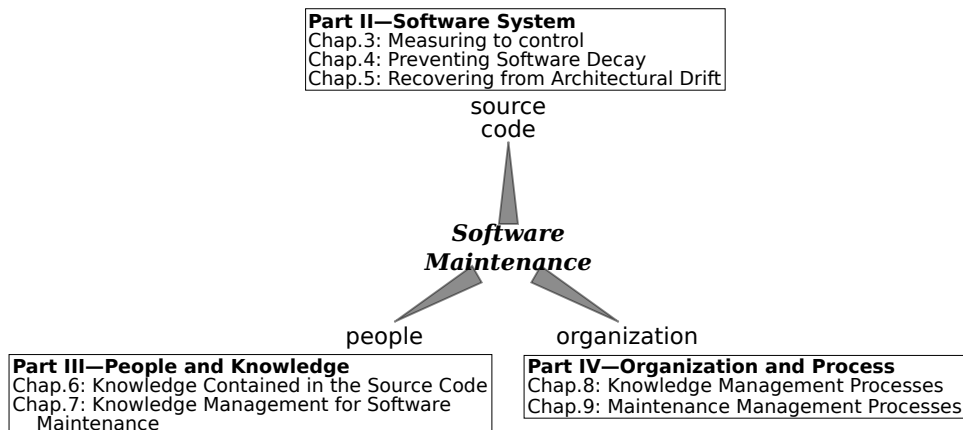 Part II—Software System
Chap.3: Measuring to control
Chap.4: Preventing Software Decay
Chap.5: Recovering from Architectural Drift
source
code
Software
Maintenance
people
organization
Part III—People and Knowledge
Chap.6: Knowledge Contained in the Source Code
Chap.7: Knowledge Management for Software
Maintenance
Part IV—Organization and Process
Chap.8: Knowledge Management Processes
Chap.9: Maintenance Management Processes